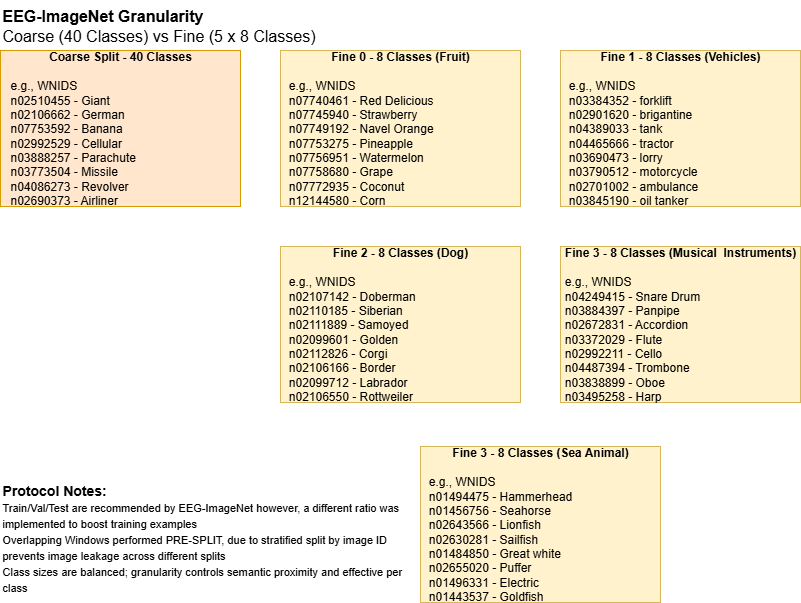 EEG-ImageNet Granularity
Coarse (40 Classes) vs Fine (5 x 8 Classes)
Coarse Split - 40 Classes
e.g., WNIDS
n02510455 - Giant
n02106662 - German
n07753592 - Banana
n02992529 - Cellular
n03888257 - Parachute
n03773504 - Missile
n04086273 - Revolver
n02690373 - Airliner
Fine 0 - 8 Classes (Fruit)
e.g., WNIDS
n07740461 - Red Delicious
n07745940 - Strawberry
n07749192 - Navel Orange
n07753275 - Pineapple
n07756951 - Watermelon
n07758680 - Grape
n07772935 - Coconut
n12144580 - Corn
Fine 1 - 8 Classes (Vehicles)
e.g., WNIDS
n03384352 - forklift
n02901620 - brigantine
n04389033 - tank
n04465666 - tractor
n03690473 - lorry
n03790512 - motorcycle
n02701002 - ambulance
n03845190 - oil tanker
Fine 2 - 8 Classes (Dog)
e.g., WNIDS
n02107142 - Doberman
n02110185 - Siberian
n02111889 - Samoyed
n02099601 - Golden
n02112826 - Corgi
n02106166 - Border
n02099712 - Labrador
n02106550 - Rottweiler
Fine 3 - 8 Classes (Musical Instruments)
e.g., WNIDS
n04249415 - Snare Drum
n03884397 - Panpipe
n02672831 - Accordion
n03372029 - Flute
n02992211 - Cello
n04487394 - Trombone
n03838899 - Oboe
n03495258 - Harp
Fine 3 - 8 Classes (Sea Animal)
e.g., WNIDS
n01494475 - Hammerhead
n01456756 - Seahorse
n02643566 - Lionfish
n02630281 - Sailfish
n01484850 - Great white
n02655020 - Puffer
n01496331 - Electric
n01443537 - Goldfish
Protocol Notes:
Train/Val/Test are recommended by EEG-ImageNet however, a different ratio was
implemented to boost training examples
Overlapping Windows performed PRE-SPLIT, due to stratified split by image ID
prevents image leakage across different splits
Class sizes are balanced; granularity controls semantic proximity and effective per
class